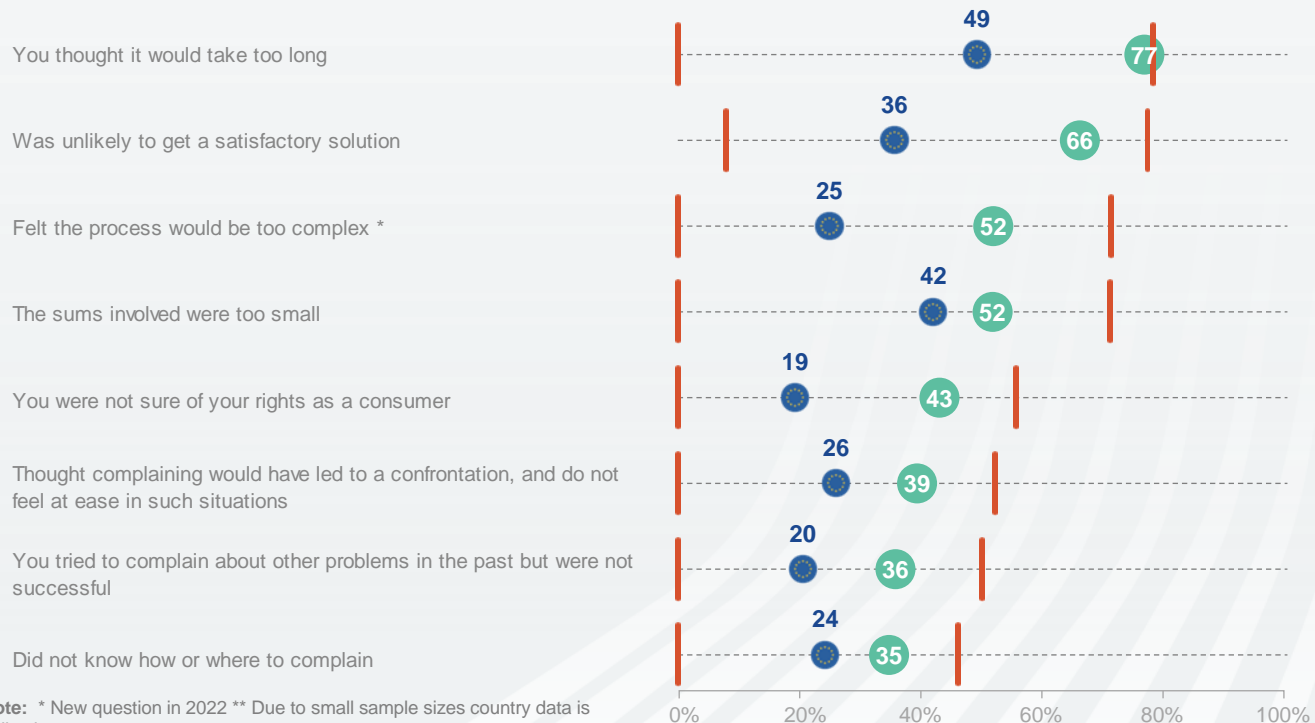 49
You thought it would take too long
77
36
Was unlikely to get a satisfactory solution
66
25
Felt the process would be too complex *
52
42
The sums involved were too small
52
19
You were not sure of your rights as a consumer
43
26
Thought complaining would have led to a confrontation, and do not
feel at ease in such situations
39
20
You tried to complain about other problems in the past but were not
successful
36
24
Did not know how or where to complain
35
ote: * New question in 2022 ** Due to small sample sizes country data is
0% 20% 40% 60% 80% 100%